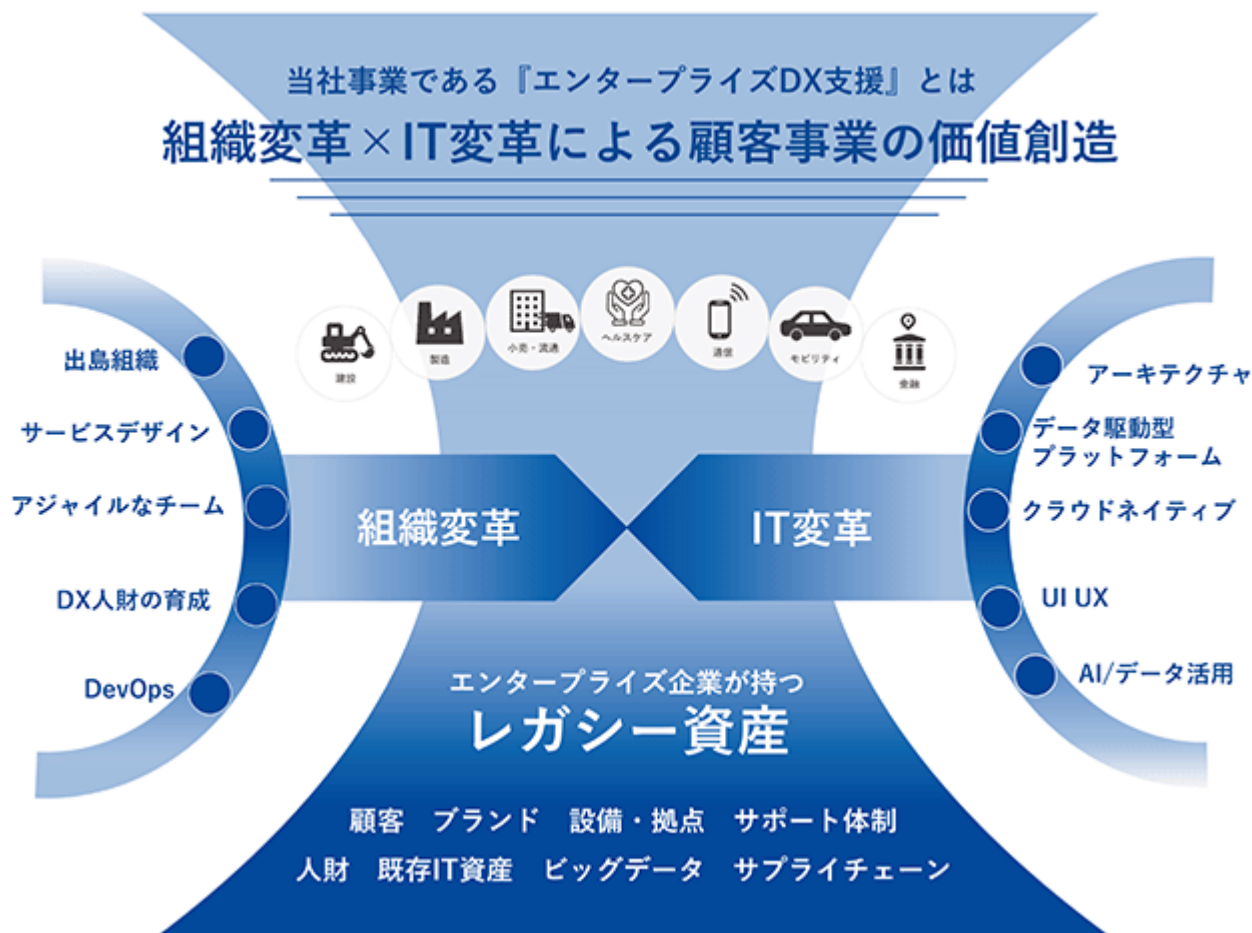 当社事業である『エンタープライズDX支援』とは
組織変革×IT変革による顧客事業の価値創造
建設
製造
小売・流通
ヘルスケア
通信
モビリティ
金融
出島組織
サービスデザイン
アジャイルなチーム
DX人財の育成
DevOps
組織変革
IT変革
アーキテクチャ
データ駆動型
プラットフォーム
クラウドネイティブ
UI UX
AI/データ活用
エンタープライズ企業が持つ
レガシー資産
顧客　ブランド　設備・拠点　サポート体制
人財　既存IT資産　ビッグデータ　サプライチェーン